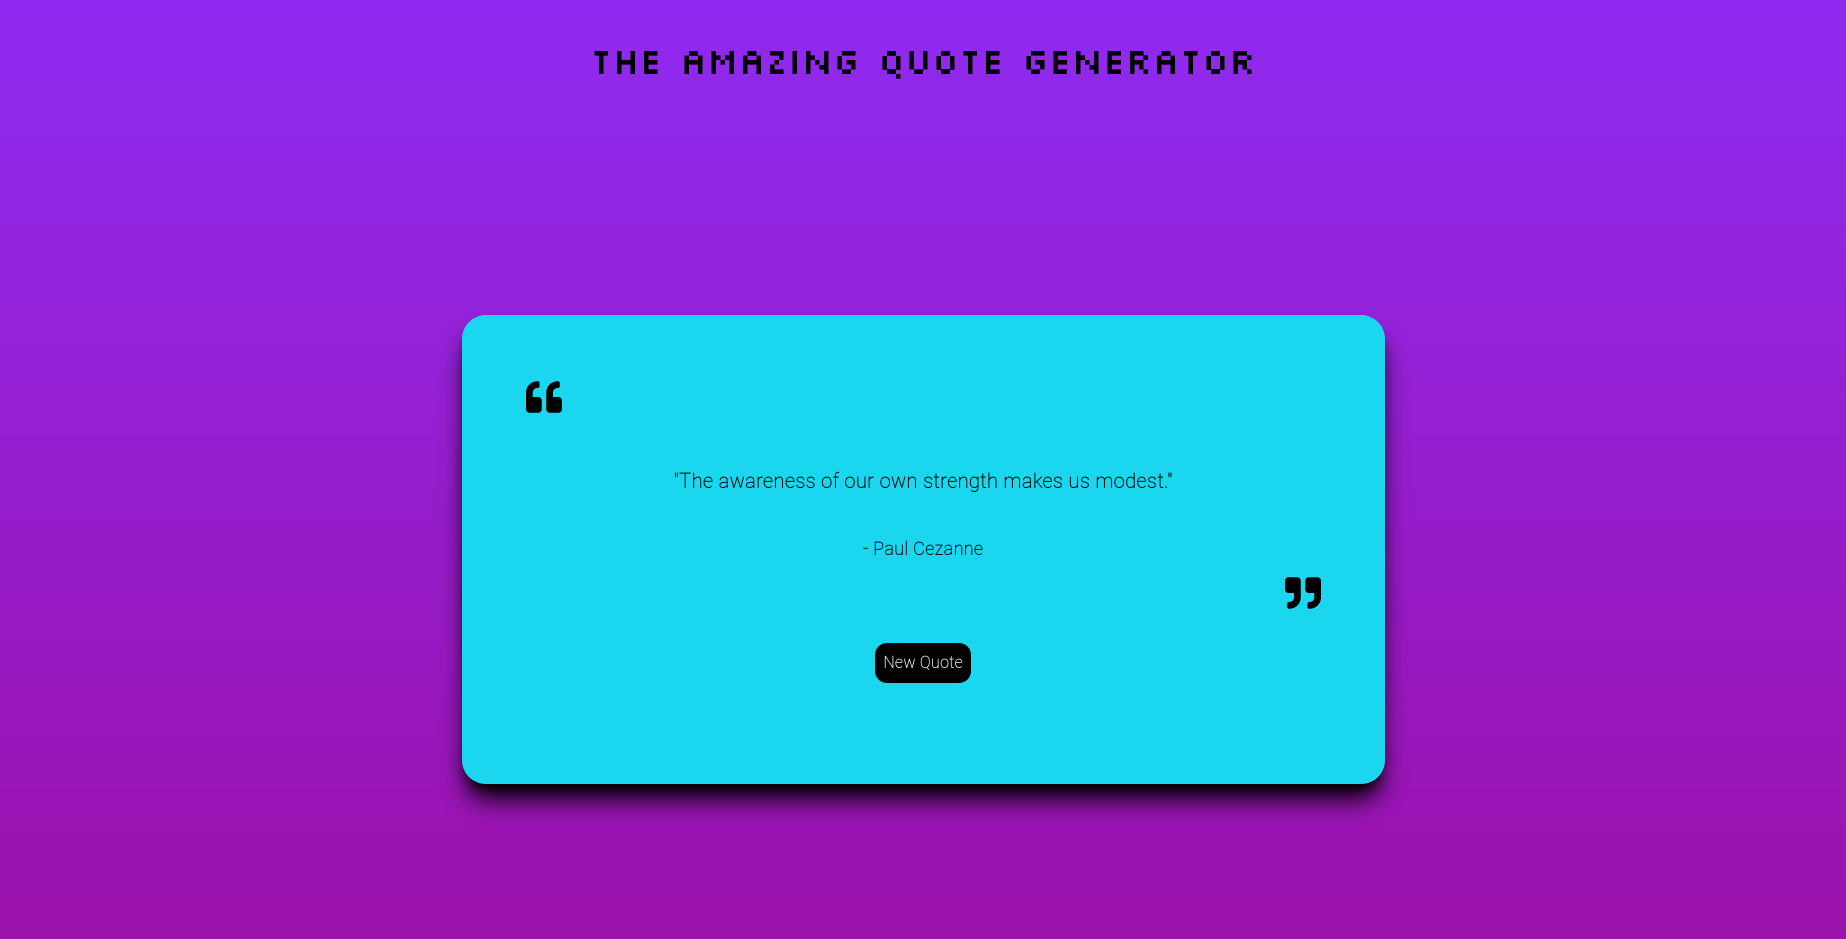 THE AMAZING QUOTE GENERATOR
“
"The awareness of our own strength makes us modest."
- Paul Cezanne
”
New Quote